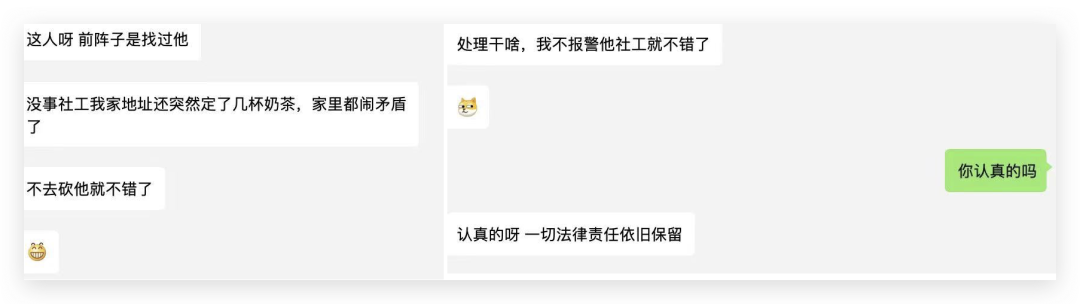 这人呀 前阵子是找过他
没事社工我家地址还突然定了几杯奶茶，家里都闹矛盾
了
不去砍他就不错了
处理干啥，我不报警他社工就不错了
你认真的吗
认真的呀 一切法律责任依旧保留